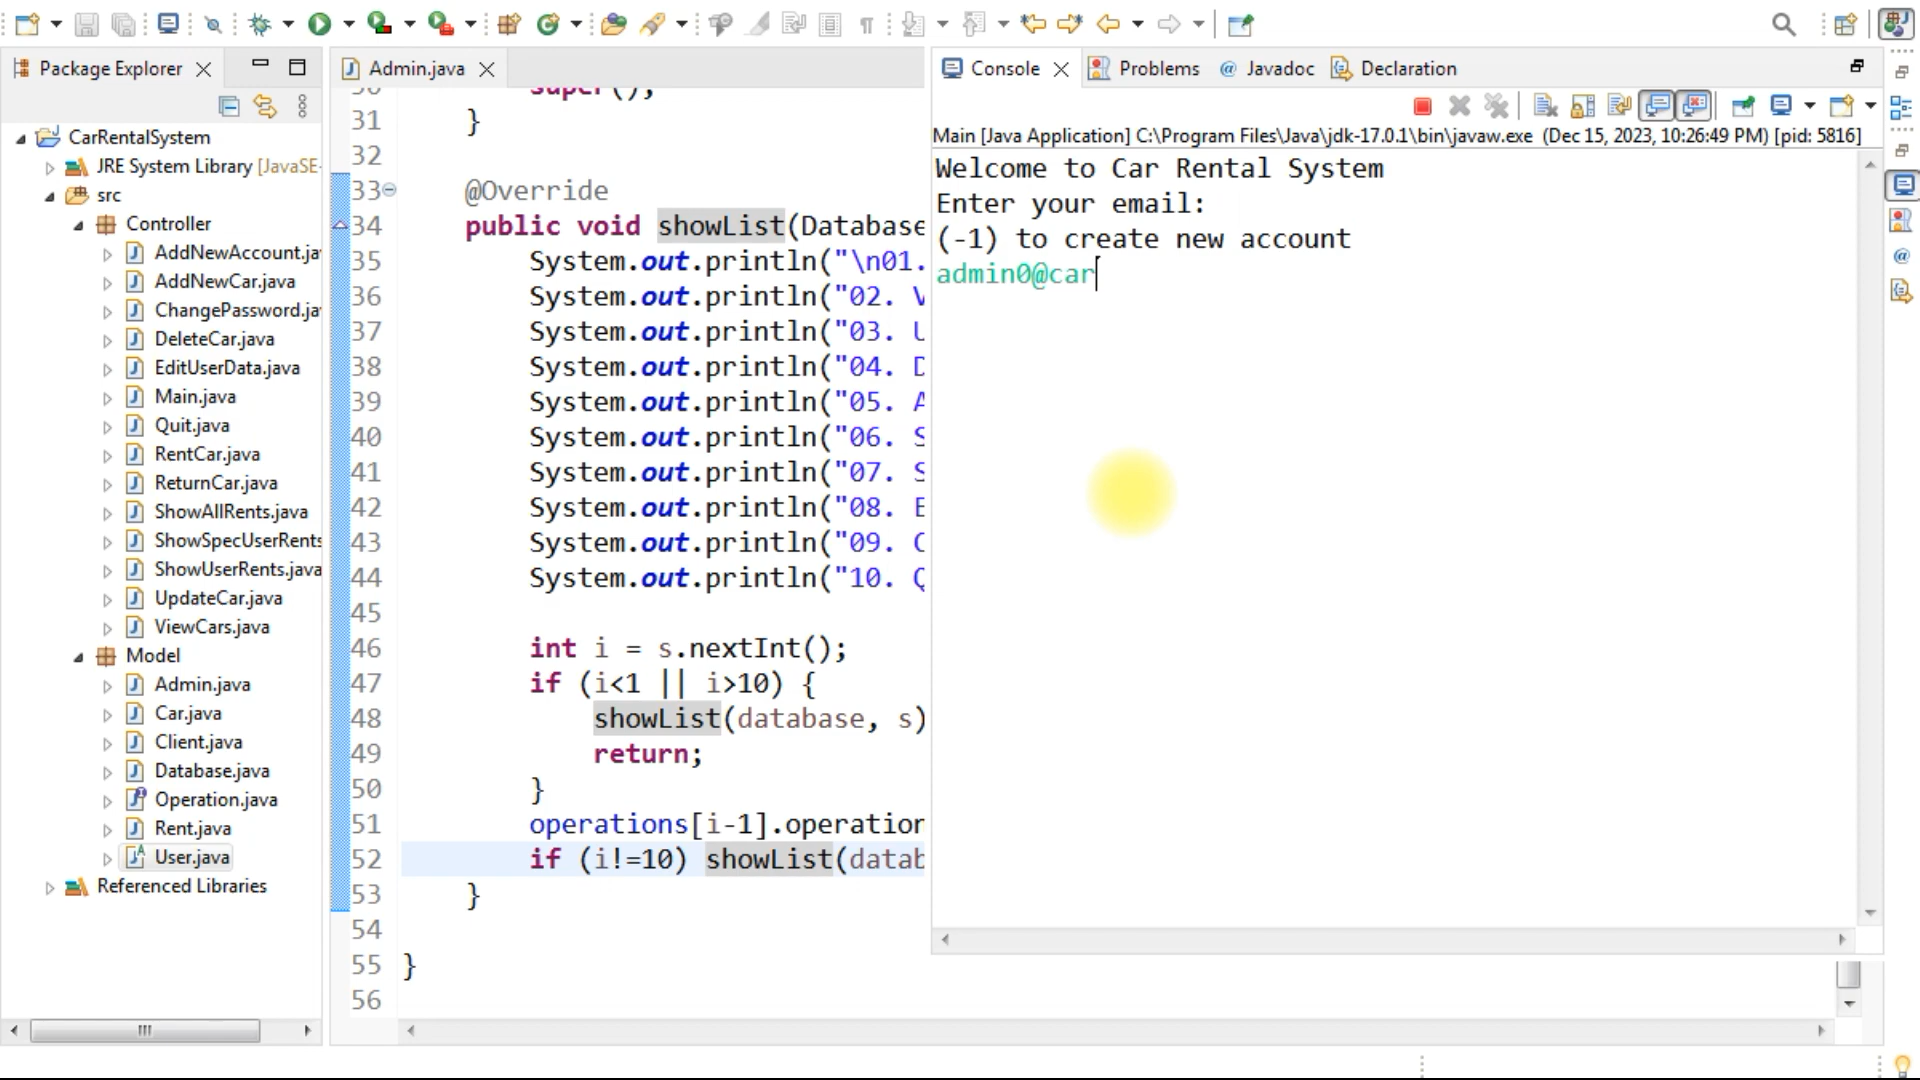 Package Explorer
CarRentalSystem
JRE System Library [JavaSE-
src
Controller
AddNewAccount.ja
AddNewCar.java
ChangePassword.ja
DeleteCar.java
EditUserData.java
Main.java
Quit.java
RentCar.java
ReturnCar.java
ShowAllRents.java
ShowSpecUserRents
ShowUserRents.java
UpdateCar.java
ViewCars.java
Model
Admin.java
Car.java
Client.java
Database.java
Operation.java
Rent.java
User.java
Referenced Libraries
Admin.java
30 super();
31 }
32
33 @Override
34 public void showList(Database
35 System.out.println("\n01.
36 System.out.println("02. V
37 System.out.println("03. U
38 System.out.println("04. D
39 System.out.println("05. A
40 System.out.println("06. S
41 System.out.println("07. S
42 System.out.println("08. E
43 System.out.println("09. C
44 System.out.println("10. Q
45
46 int i = s.nextInt();
47 if (i<1 || i>10) {
48 showList(database, s)
49 return;
50 }
51 operations[i-1].operation
52 if (i!=10) showList(datab
53 }
54
55 }
56
Console Problems @ Javadoc Declaration
Main [Java Application] C:\Program Files\Java\jdk-17.0.1\bin\javaw.exe (Dec 15, 2023, 10:26:49 PM) [pid: 5816]
Welcome to Car Rental System
Enter your email:
(-1) to create new account
admin0@car